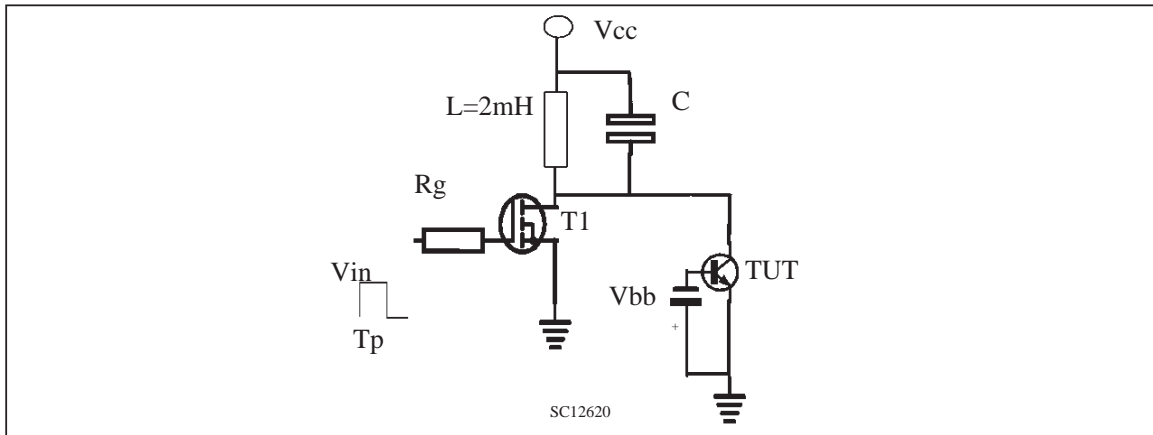 Vcc
L=2mH
C
Rg
T1
Vin
Tp
Vbb
+
TUT
SC12620